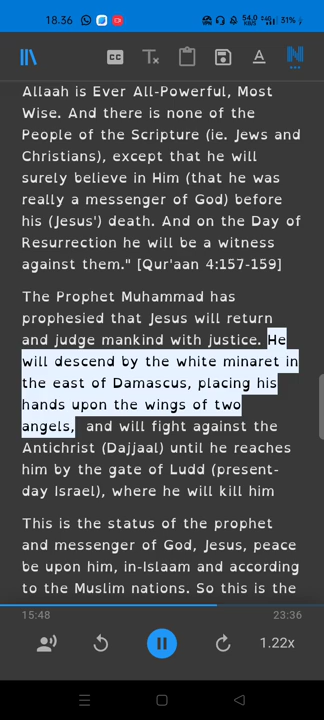 18.36
54.0
KB/S
31%
CC
Allaah is Ever All-Powerful, Most
Wise. And there is none of the
People of the Scripture (ie. Jews and
Christians), except that he will
surely believe in Him (that he was
really a messenger of God) before
his (Jesus') death. And on the Day of
Resurrection he will be a witness
against them." [Qur'aan 4:157-159]
The Prophet Muhammad has
prophesied that Jesus will return
and judge mankind with justice. He
will descend by the white minaret in
the east of Damascus, placing his
hands upon the wings of two
angels, and will fight against the
Antichrist (Dajjaal) until he reaches
him by the gate of Ludd (present-
day Israel), where he will kill him
This is the status of the prophet
and messenger of God, Jesus, peace
be upon him, in-Islaam and according
to the Muslim nations. So this is the
15:48
23:36
1.22x